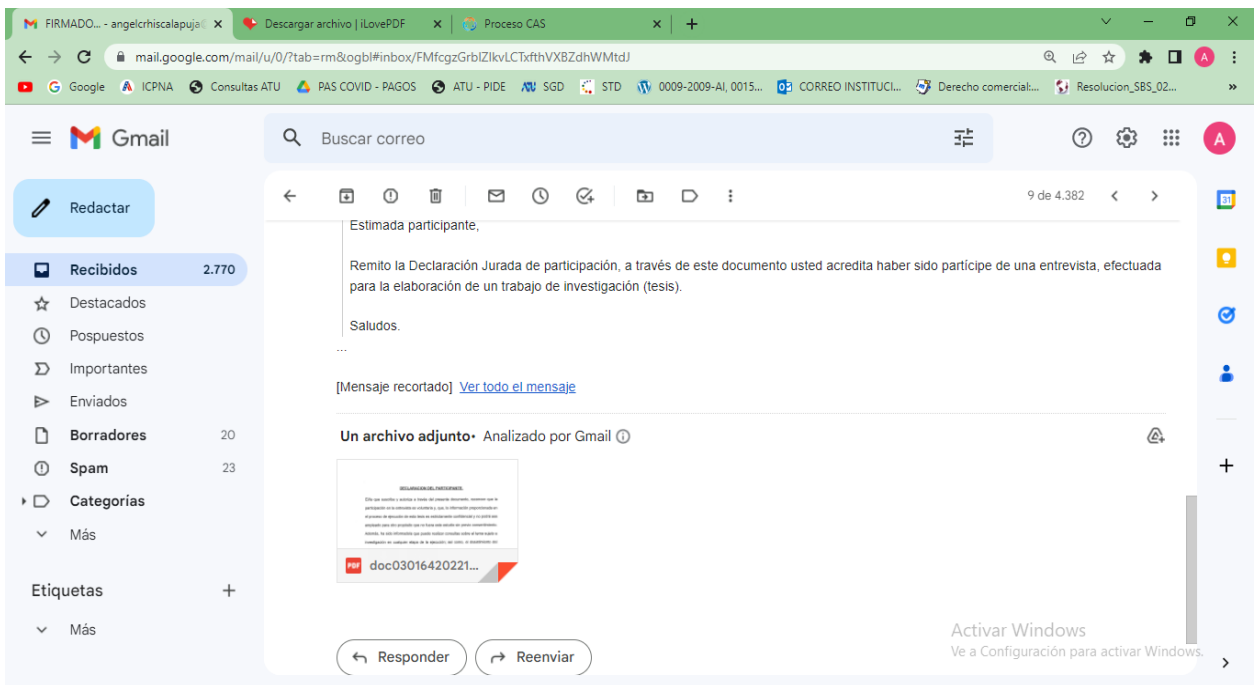 FIRMADO... - angelcrhiscalapuja
Descargar archivo | iLovePDF
Proceso CAS
mail.google.com/mail/u/0/?tab=rm&ogbl#inbox/FMfcgzGrblZlkvLCTxfthVXBZdhWMtdJ
A
Google
ICPNA
Consultas ATU
PAS COVID - PAGOS
ATU - PIDE
SGD
STD
0009-2009-AI, 0015...
CORREO INSTITUCI...
Derecho comercial:...
Resolucion_SBS_02...
»
Gmail
Buscar correo
A
Redactar
9 de 4.382
31
Recibidos 2.770
Destacados
Pospuestos
Importantes
Enviados
Borradores 20
Spam 23
Categorías
Más
Etiquetas +
Más
Estimada participante,
Remito la Declaración Jurada de participación, a través de este documento usted acredita haber sido partícipe de una entrevista, efectuada
para la elaboración de un trabajo de investigación (tesis).
Saludos.
...
[Mensaje recortado] Ver todo el mensaje
Un archivo adjunto• Analizado por Gmail
DECLARACIÓN DEL PARTICIPANTE
PDF doc03016420221...
Responder
Reenviar
Activar Windows
Ve a Configuración para activar Windows.